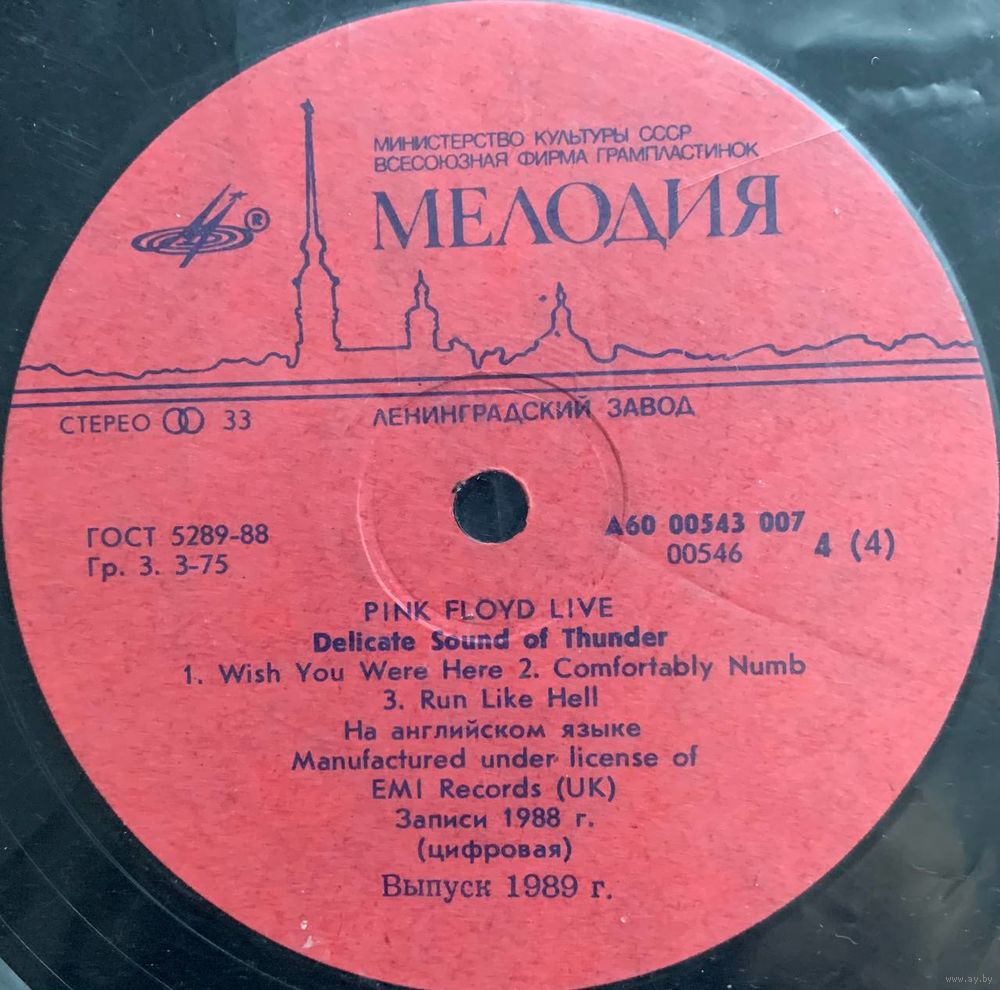 МИНИСТЕРСТВО КУЛЬТУРЫ СССР
ВСЕСОЮЗНАЯ ФИРМА ГРАМПЛАСТИНОК
МЕЛОДИЯ
®
СТЕРЕО 33
ЛЕНИНГРАДСКИЙ ЗАВОД
ГОСТ 5289-88
Гр. 3. 3-75
А60 00543 007
00546
4 (4)
PINK FLOYD LIVE
Delicate Sound of Thunder
1. Wish You Were Here 2. Comfortably Numb
3. Run Like Hell
На английском языке
Manufactured under license of
EMI Records (UK)
Записи 1988 г.
(цифровая)
Выпуск 1989 г.
www.ay.by